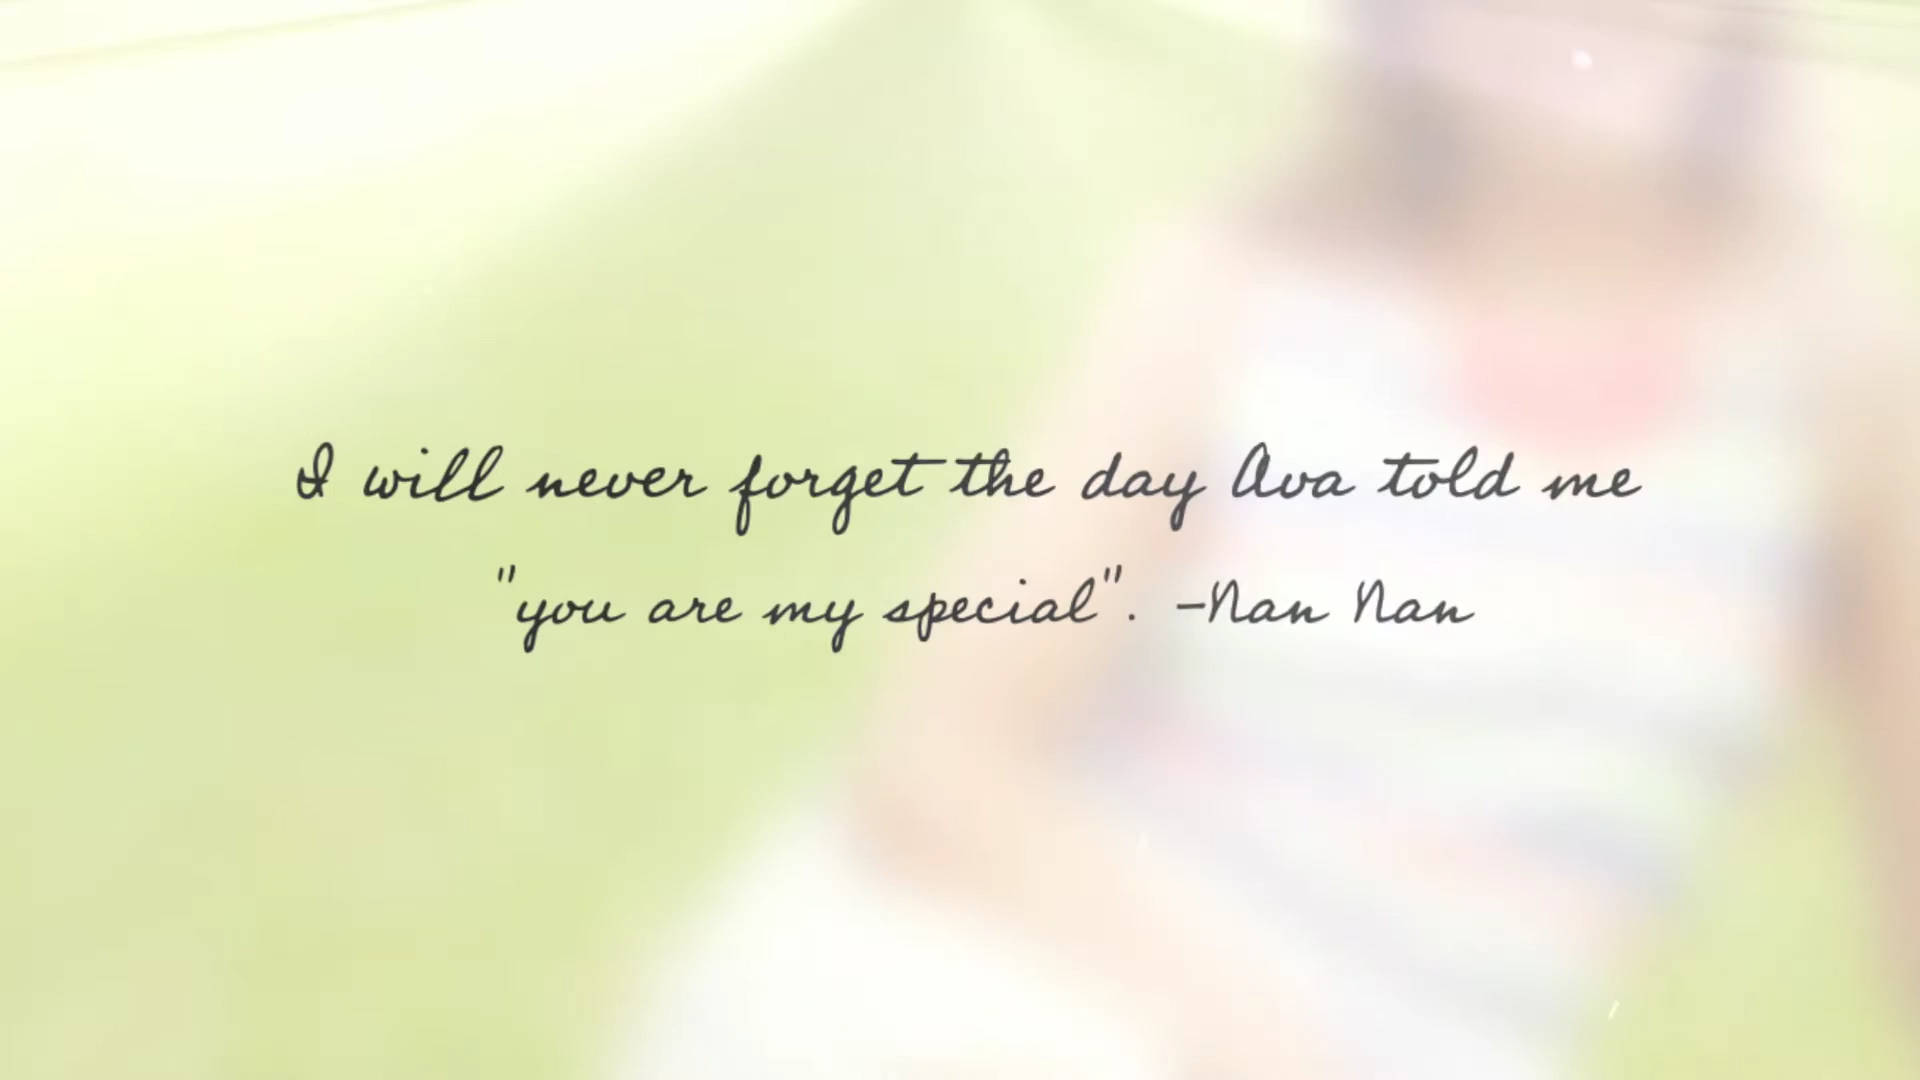 I will never forget the day Ava told me
"you are my special". -Nan Nan